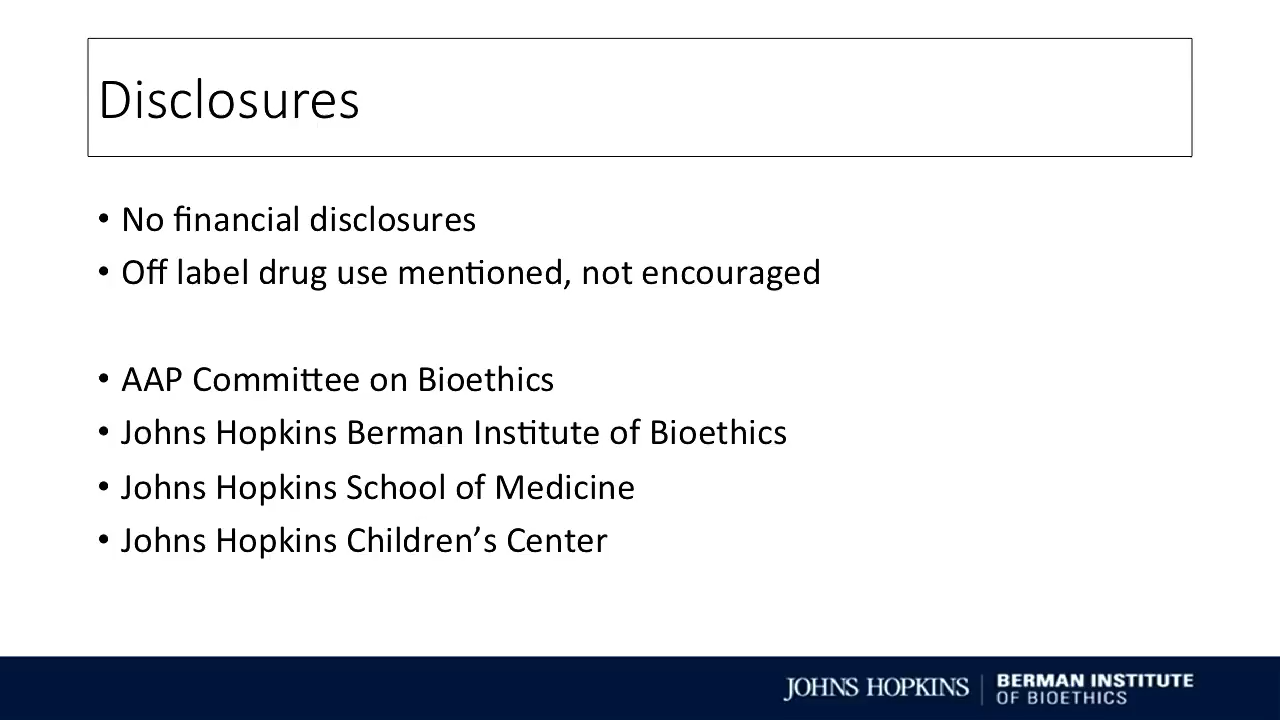 Disclosures
• No financial disclosures
• Off label drug use mentioned, not encouraged
• AAP Committee on Bioethics
• Johns Hopkins Berman Institute of Bioethics
• Johns Hopkins School of Medicine
• Johns Hopkins Children’s Center
JOHNS HOPKINS
BERMAN INSTITUTE
OF BIOETHICS